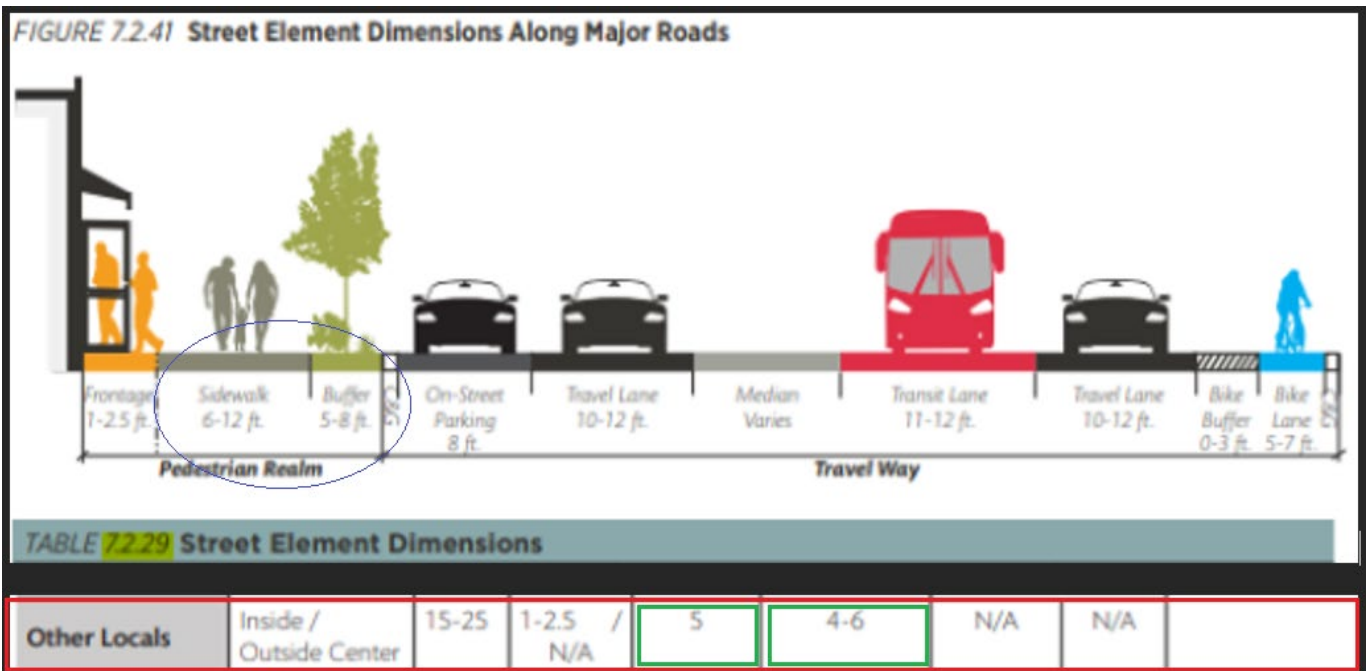 FIGURE 7.2.41 Street Element Dimensions Along Major Roads
Frontage
1-2.5 ft.
Sidewalk
6-12 ft.
Buffer
5-8 ft.
C&G
On-Street
Parking
8 ft.
Travel Lane
10-12 ft.
Median
Varies
Transit Lane
11-12 ft.
Travel Lane
10-12 ft.
Bike
Buffer
0-3 ft.
Bike
Lane
5-7 ft.
C&G
Pedestrian Realm
Travel Way
TABLE 7.2.29 Street Element Dimensions
Other Locals
Inside /
Outside Center
15-25
1-2.5 /
N/A
5
4-6
N/A
N/A